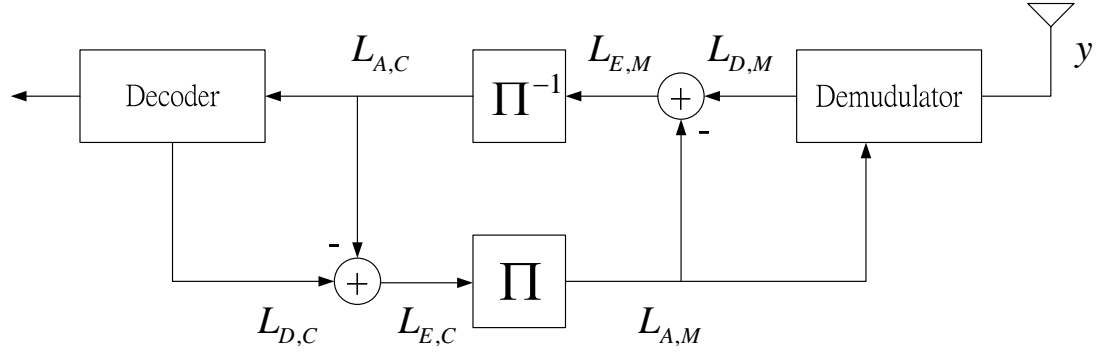 L_{A,C} L_{E,M} L_{D,M} y
Decoder Π^{-1} + Demudulator
-
-
+ Π
L_{D,C} L_{E,C} L_{A,M}